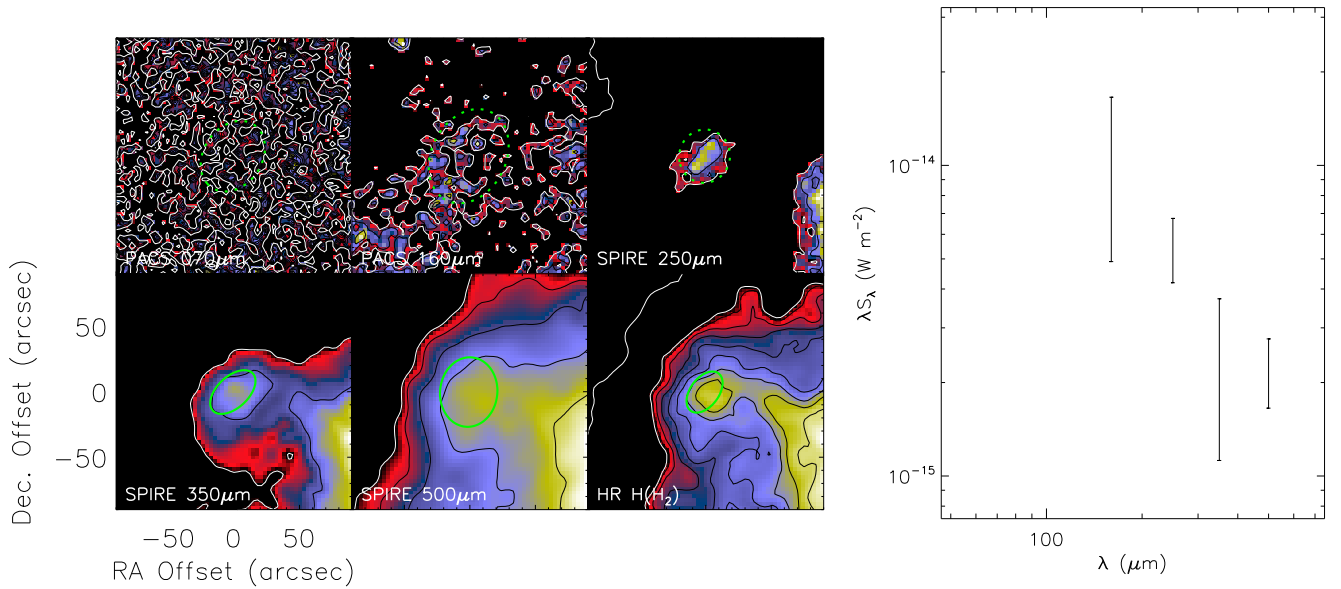 PACS 070μm
PACS 160μm
SPIRE 250μm
SPIRE 350μm
SPIRE 500μm
HR H(H₂)
50
0
−50
Dec. Offset (arcsec)
−50 0 50
RA Offset (arcsec)
10⁻¹⁴
10⁻¹⁵
λS_λ (W m⁻²)
100
λ (μm)